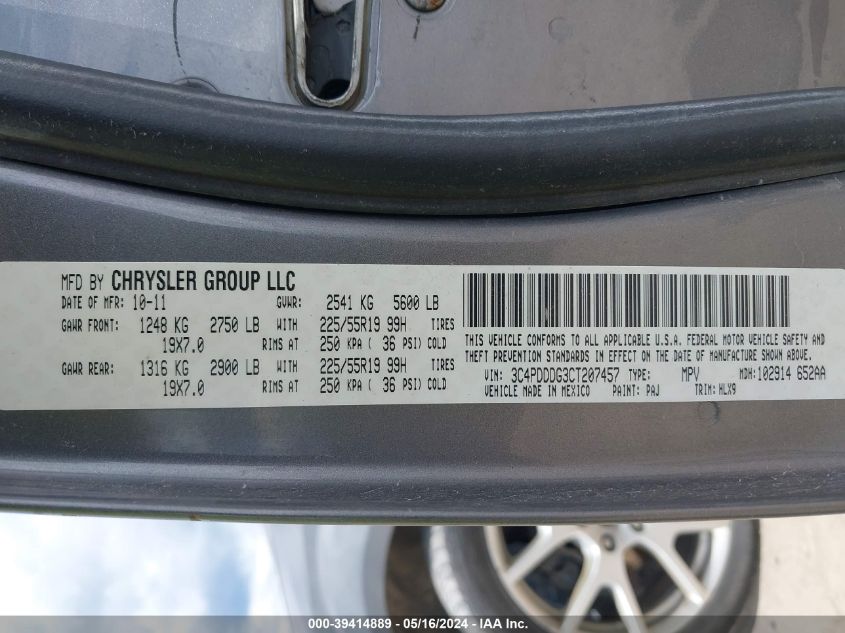 MFD BY CHRYSLER GROUP LLC
DATE OF MFR: 10-11 GVWR: 2541 KG 5600 LB
GAWR FRONT: 1248 KG 2750 LB WITH 225/55R19 99H TIRES
19X7.0 RIMS AT 250 KPA ( 36 PSI) COLD
GAWR REAR: 1316 KG 2900 LB WITH 225/55R19 99H TIRES
19X7.0 RIMS AT 250 KPA ( 36 PSI) COLD
THIS VEHICLE CONFORMS TO ALL APPLICABLE U.S.A. FEDERAL MOTOR VEHICLE SAFETY AND
THEFT PREVENTION STANDARDS IN EFFECT ON THE DATE OF MANUFACTURE SHOWN ABOVE.
VIN: 3C4PDDDG3CT207457 TYPE: MPV MDH: 102914 652AA
VEHICLE MADE IN MEXICO PAINT: PAJ TRIM: HLX9
000-39414889 / 05/16/2024 - IAA Inc.